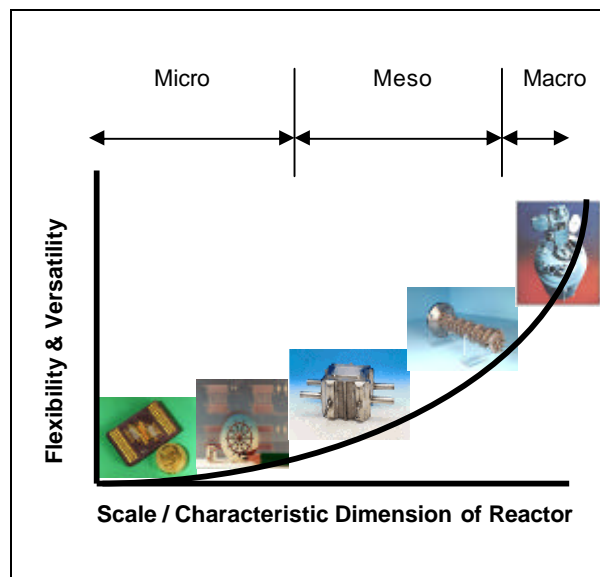 Micro
Meso
Macro
Flexibility & Versatility
Scale / Characteristic Dimension of Reactor